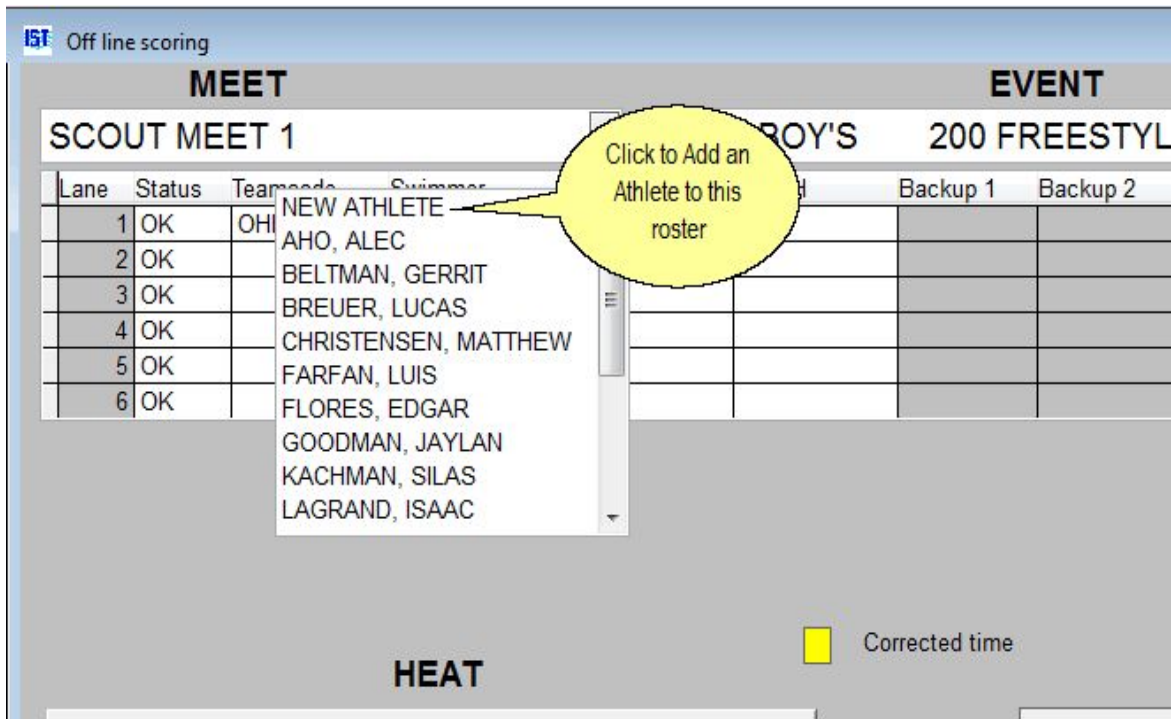 IST Off line scoring
MEET EVENT
SCOUT MEET 1 BOY'S 200 FREESTYL
Click to Add an
Athlete to this
roster
Lane Status Teamcode Swimmer Backup 1 Backup 2
1 OK
2 OK
3 OK
4 OK
5 OK
6 OK
NEW ATHLETE
AHO, ALEC
BELTMAN, GERRIT
BREUER, LUCAS
CHRISTENSEN, MATTHEW
FARFAN, LUIS
FLORES, EDGAR
GOODMAN, JAYLAN
KACHMAN, SILAS
LAGRAND, ISAAC
Corrected time
HEAT